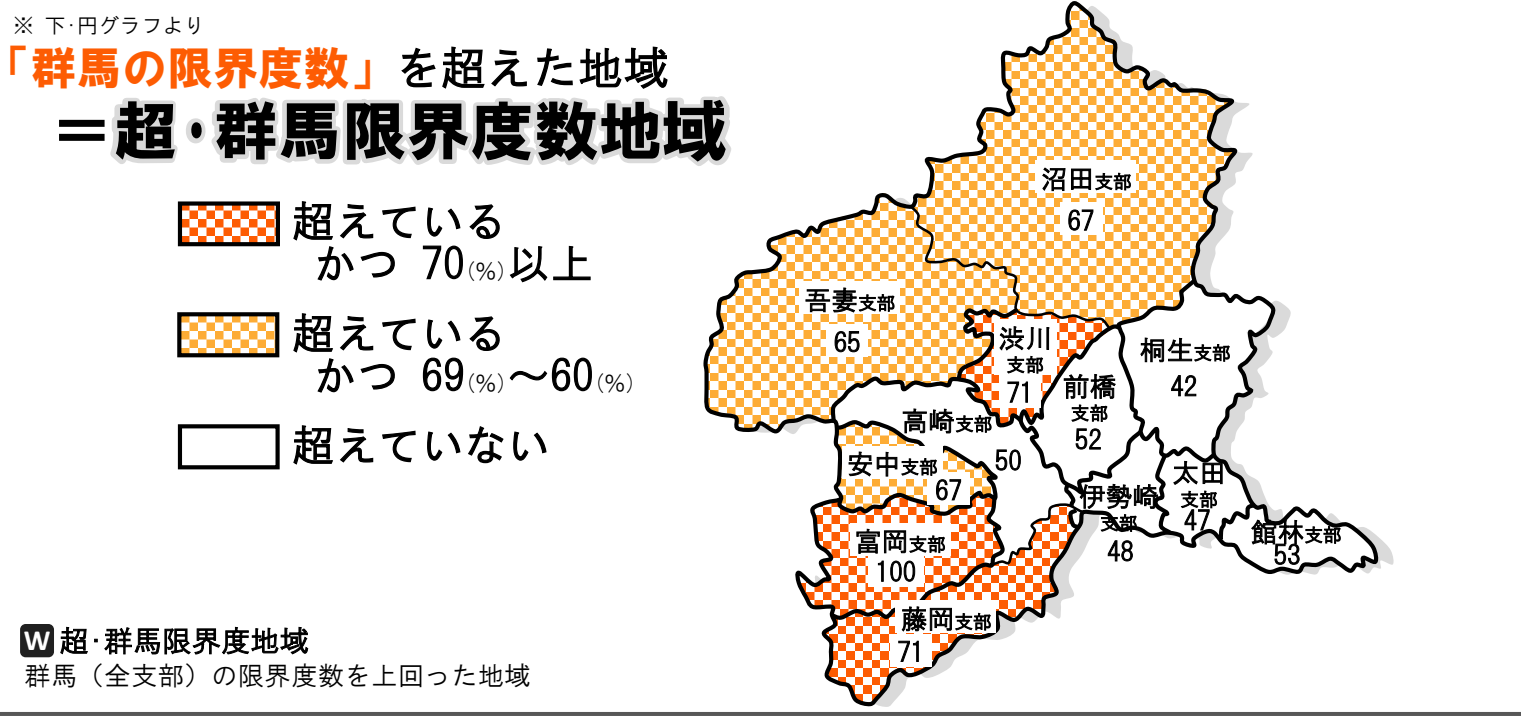 ※ 下・円グラフより
「群馬の限界度数」を超えた地域
＝超・群馬限界度数地域
超えている
かつ 70(%)以上
超えている
かつ 69(%)～60(%)
超えていない
沼田支部
67
吾妻支部
65
渋川
支部
71
桐生支部
42
前橋
支部
52
高崎支部
50
安中支部
67
太田
支部
47
伊勢崎
支部
48
館林支部
53
富岡支部
100
藤岡支部
71
W 超・群馬限界度地域
群馬（全支部）の限界度数を上回った地域